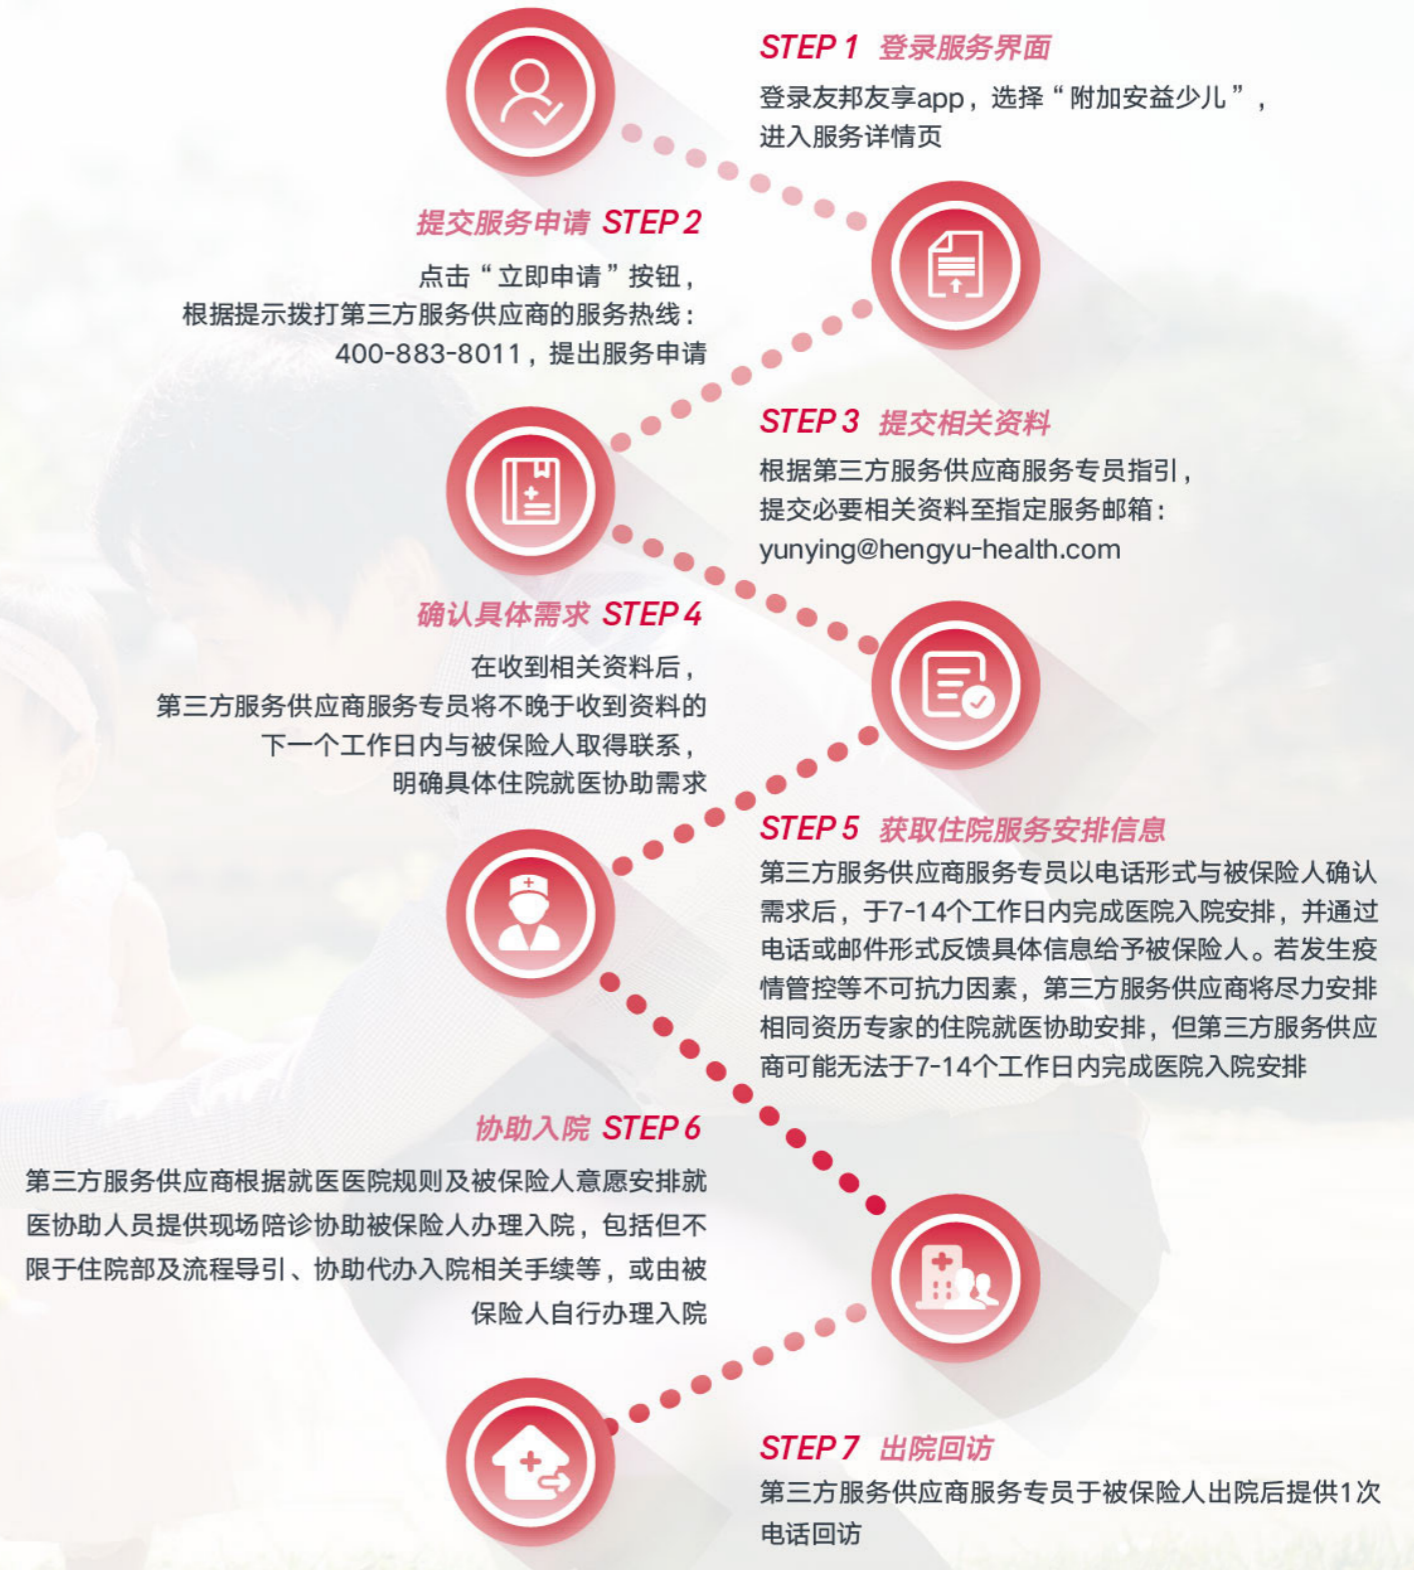 STEP 1 登录服务界面
登录友邦友享app，选择“附加安益少儿”，
进入服务详情页
提交服务申请 STEP 2
点击“立即申请”按钮，
根据提示拨打第三方服务供应商的服务热线：
400-883-8011，提出服务申请
STEP 3 提交相关资料
根据第三方服务供应商服务专员指引，
提交必要相关资料至指定服务邮箱：
yunying@hengyu-health.com
确认具体需求 STEP 4
在收到相关资料后，
第三方服务供应商服务专员将不晚于收到资料的
下一个工作日内与被保险人取得联系，
明确具体住院就医协助需求
STEP 5 获取住院服务安排信息
第三方服务供应商服务专员以电话形式与被保险人确认
需求后，于7-14个工作日内完成医院入院安排，并通过
电话或邮件形式反馈具体信息给予被保险人。若发生疫
情管控等不可抗力因素，第三方服务供应商将尽力安排
相同资历专家的住院就医协助安排，但第三方服务供应
商可能无法于7-14个工作日内完成医院入院安排
协助入院 STEP 6
第三方服务供应商根据就医医院规则及被保险人意愿安排就
医协助人员提供现场陪诊协助被保险人办理入院，包括但不
限于住院部及流程导引、协助代办入院相关手续等，或由被
保险人自行办理入院
STEP 7 出院回访
第三方服务供应商服务专员于被保险人出院后提供1次
电话回访